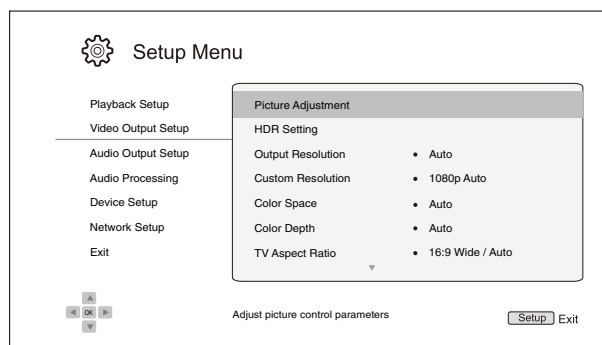 Setup Menu
Playback Setup
Video Output Setup
Audio Output Setup
Audio Processing
Device Setup
Network Setup
Exit
Picture Adjustment
HDR Setting
Output Resolution • Auto
Custom Resolution • 1080p Auto
Color Space • Auto
Color Depth • Auto
TV Aspect Ratio • 16:9 Wide / Auto
OK
Adjust picture control parameters
Setup Exit